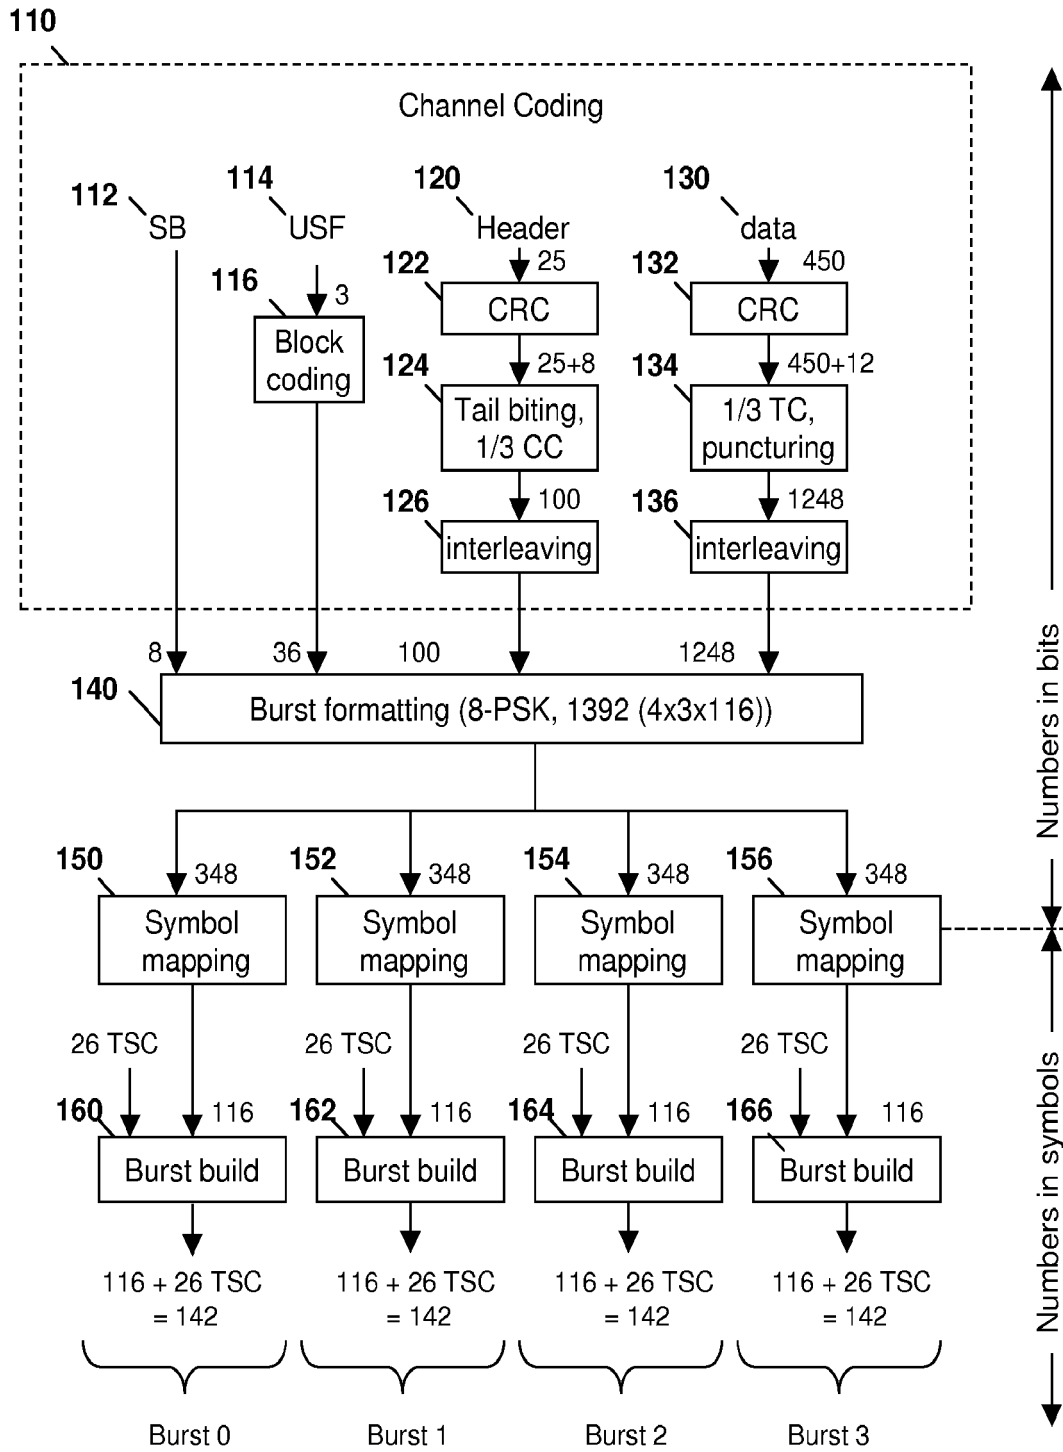 110
Channel Coding
112
SB
114
USF
120
Header
130
data
25
450
122
CRC
132
CRC
116
3
Block
coding
25+8
450+12
124
Tail biting,
1/3 CC
134
1/3 TC,
puncturing
100
1248
126
interleaving
136
interleaving
8
36
100
1248
140
Burst formatting (8-PSK, 1392 (4x3x116))
Numbers in bits
150
348
152
348
154
348
156
348
Symbol
mapping
Symbol
mapping
Symbol
mapping
Symbol
mapping
26 TSC
26 TSC
26 TSC
26 TSC
160
116
162
116
164
116
166
116
Burst build
Burst build
Burst build
Burst build
Numbers in symbols
116 + 26 TSC
= 142
116 + 26 TSC
= 142
116 + 26 TSC
= 142
116 + 26 TSC
= 142
Burst 0
Burst 1
Burst 2
Burst 3